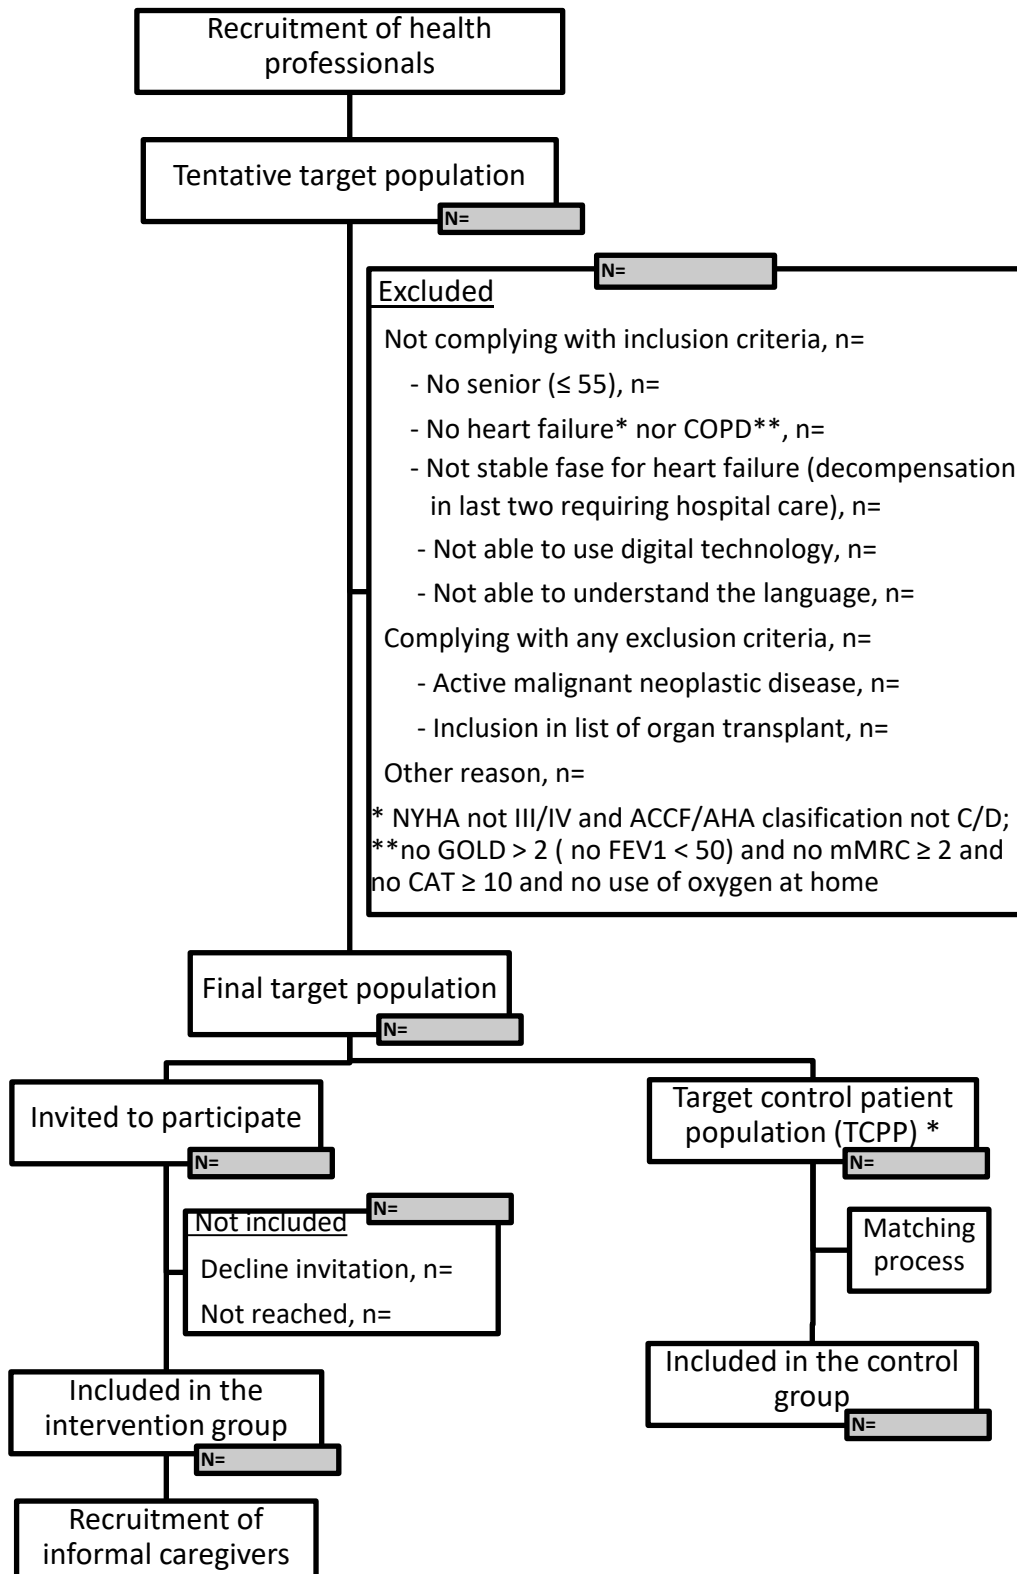 Recruitment of health
professionals
Tentative target population
N=
N=
Excluded
Not complying with inclusion criteria, n=
- No senior (≤ 55), n=
- No heart failure* nor COPD**, n=
- Not stable fase for heart failure (decompensation
in last two requiring hospital care), n=
- Not able to use digital technology, n=
- Not able to understand the language, n=
Complying with any exclusion criteria, n=
- Active malignant neoplastic disease, n=
- Inclusion in list of organ transplant, n=
Other reason, n=
* NYHA not III/IV and ACCF/AHA clasification not C/D;
**no GOLD > 2 ( no FEV1 < 50) and no mMRC ≥ 2 and
no CAT ≥ 10 and no use of oxygen at home
Final target population
N=
Invited to participate
N=
Target control patient
population (TCPP) *
N=
N=
Not included
Decline invitation, n=
Not reached, n=
Matching
process
Included in the
intervention group
N=
Included in the control
group
N=
Recruitment of
informal caregivers